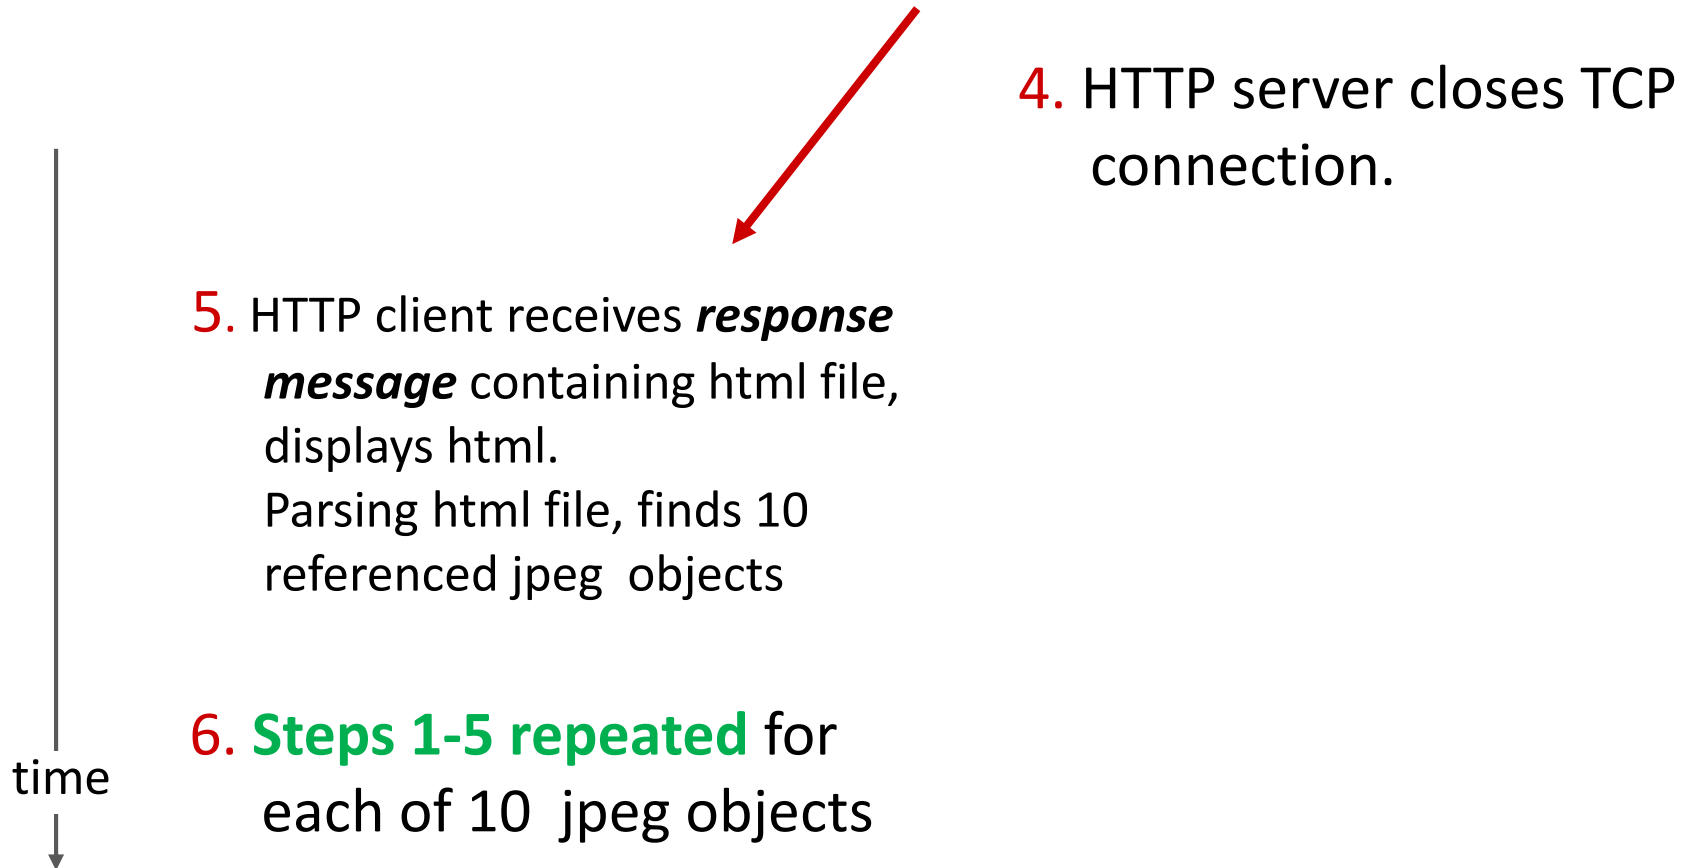 4. HTTP server closes TCP
connection.
5. HTTP client receives response
message containing html file,
displays html.
Parsing html file, finds 10
referenced jpeg objects
6. Steps 1-5 repeated for
each of 10 jpeg objects
time